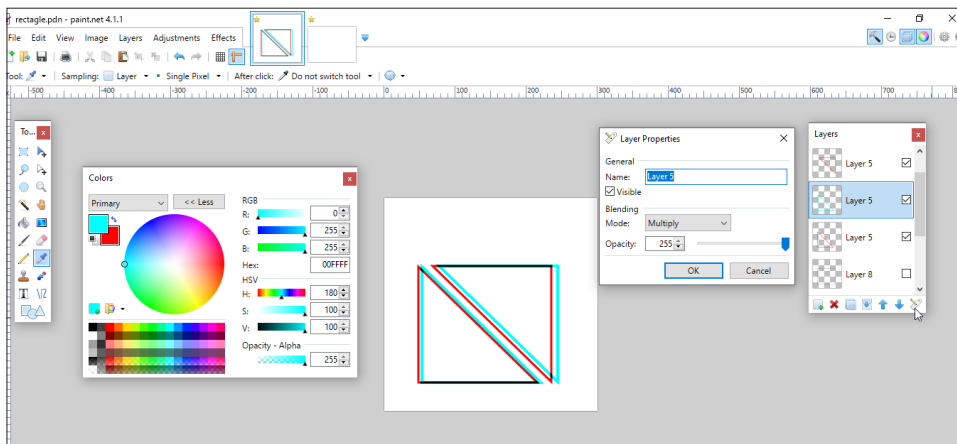 rectagle.pdn - paint.net 4.1.1
File Edit View Image Layers Adjustments Effects
Tool: Sampling: Layer Single Pixel After click: Do not switch tool
-500 -400 -300 -200 -100 0 100 200 300 400 500 600 700
To... x
Colors x
Primary << Less
RGB
R: 0
G: 255
B: 255
Hex: 00FFFF
HSV
H: 180
S: 100
V: 100
Opacity - Alpha
255
Layer Properties
General
Name: Layer 5
Visible
Blending
Mode: Multiply
Opacity: 255
OK Cancel
Layers x
Layer 5
Layer 5
Layer 5
Layer 8